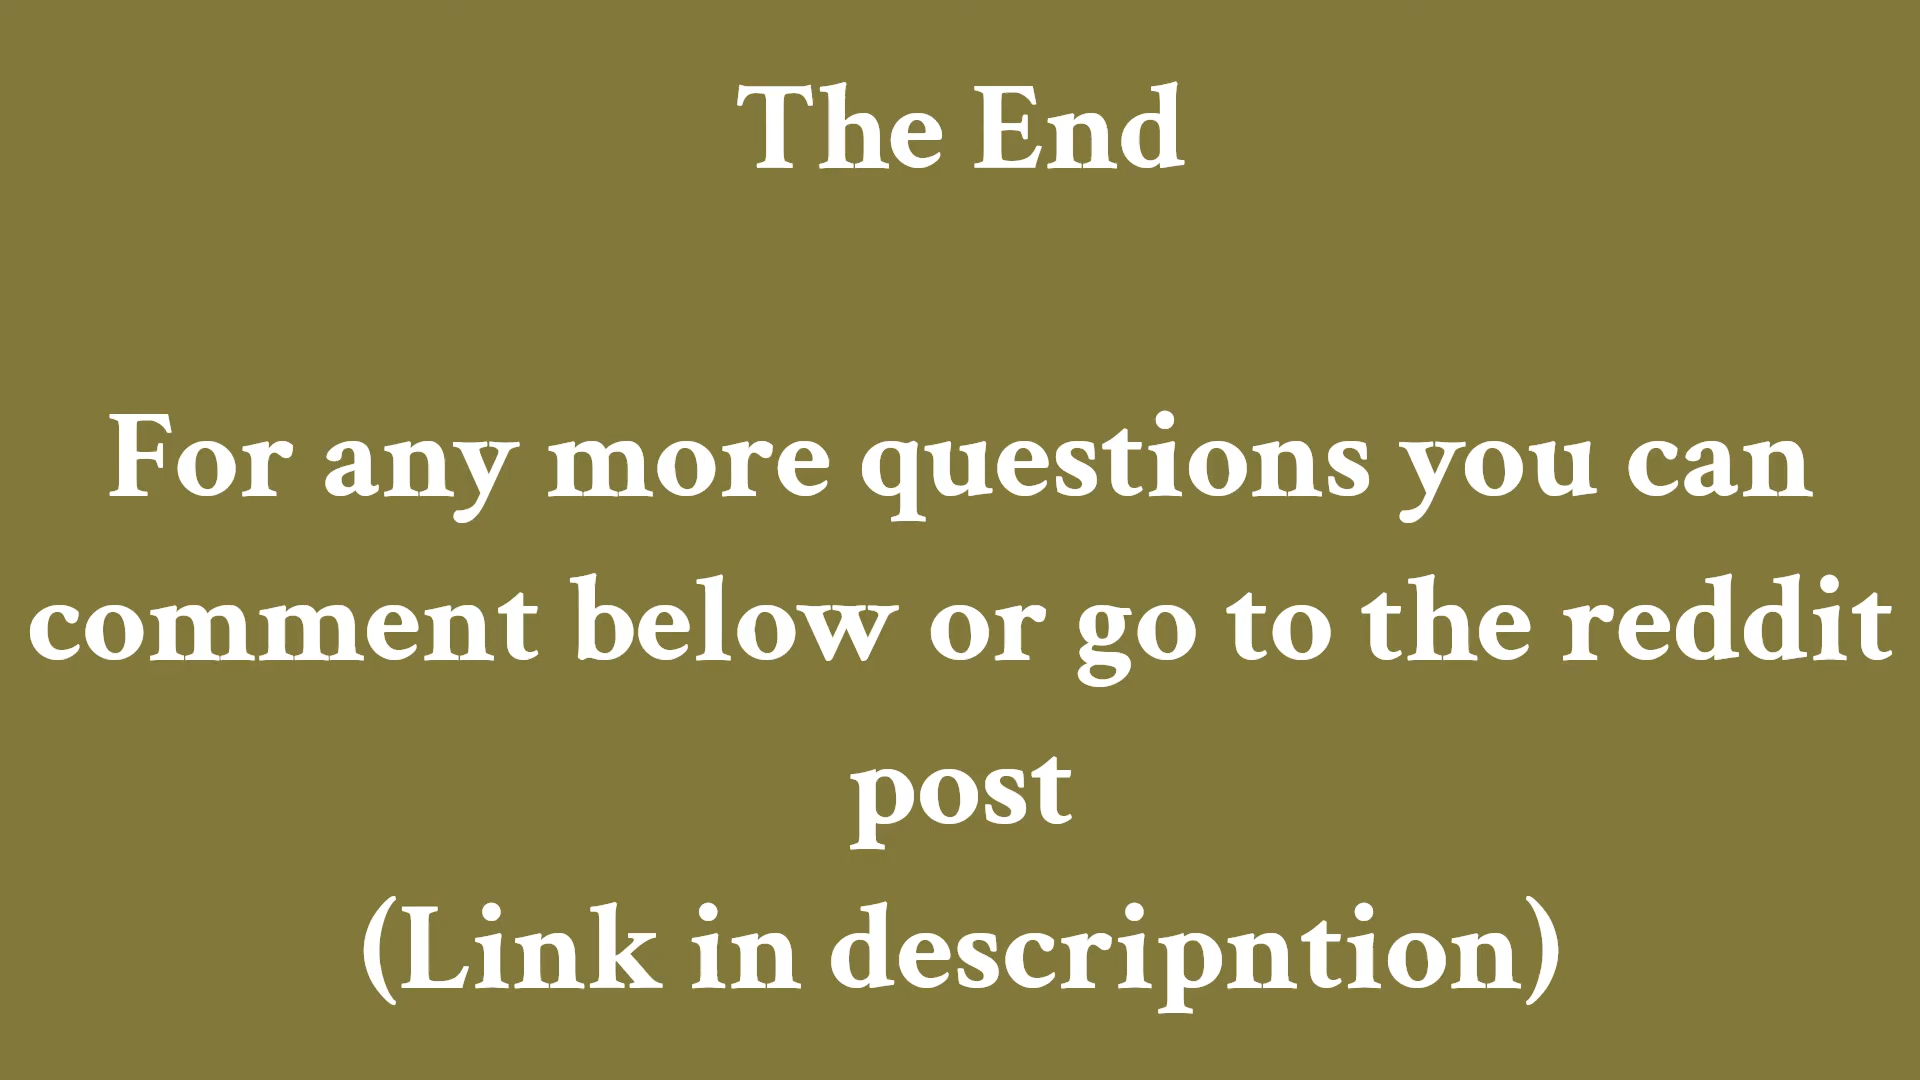 The End
For any more questions you can
comment below or go to the reddit
post
(Link in descripntion)